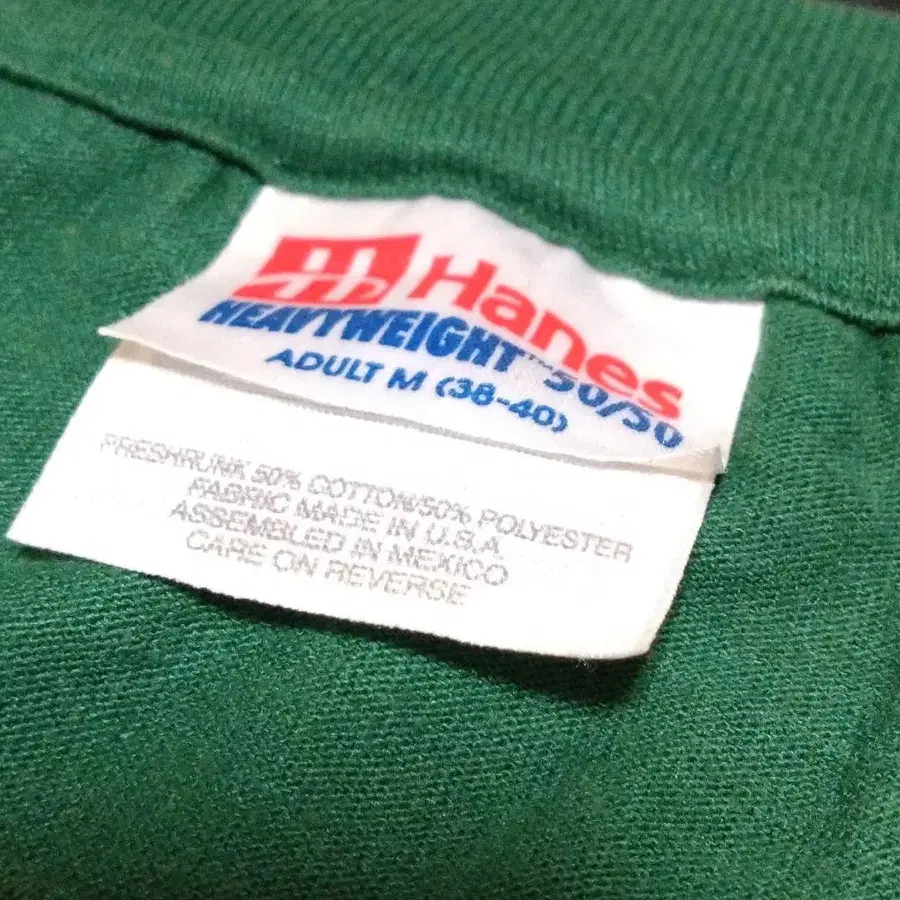 Hanes
HEAVYWEIGHT™ 50/50
ADULT M (38-40)
PRESHRUNK 50% COTTON/50% POLYESTER
FABRIC MADE IN U.S.A
ASSEMBLED IN MEXICO
CARE ON REVERSE